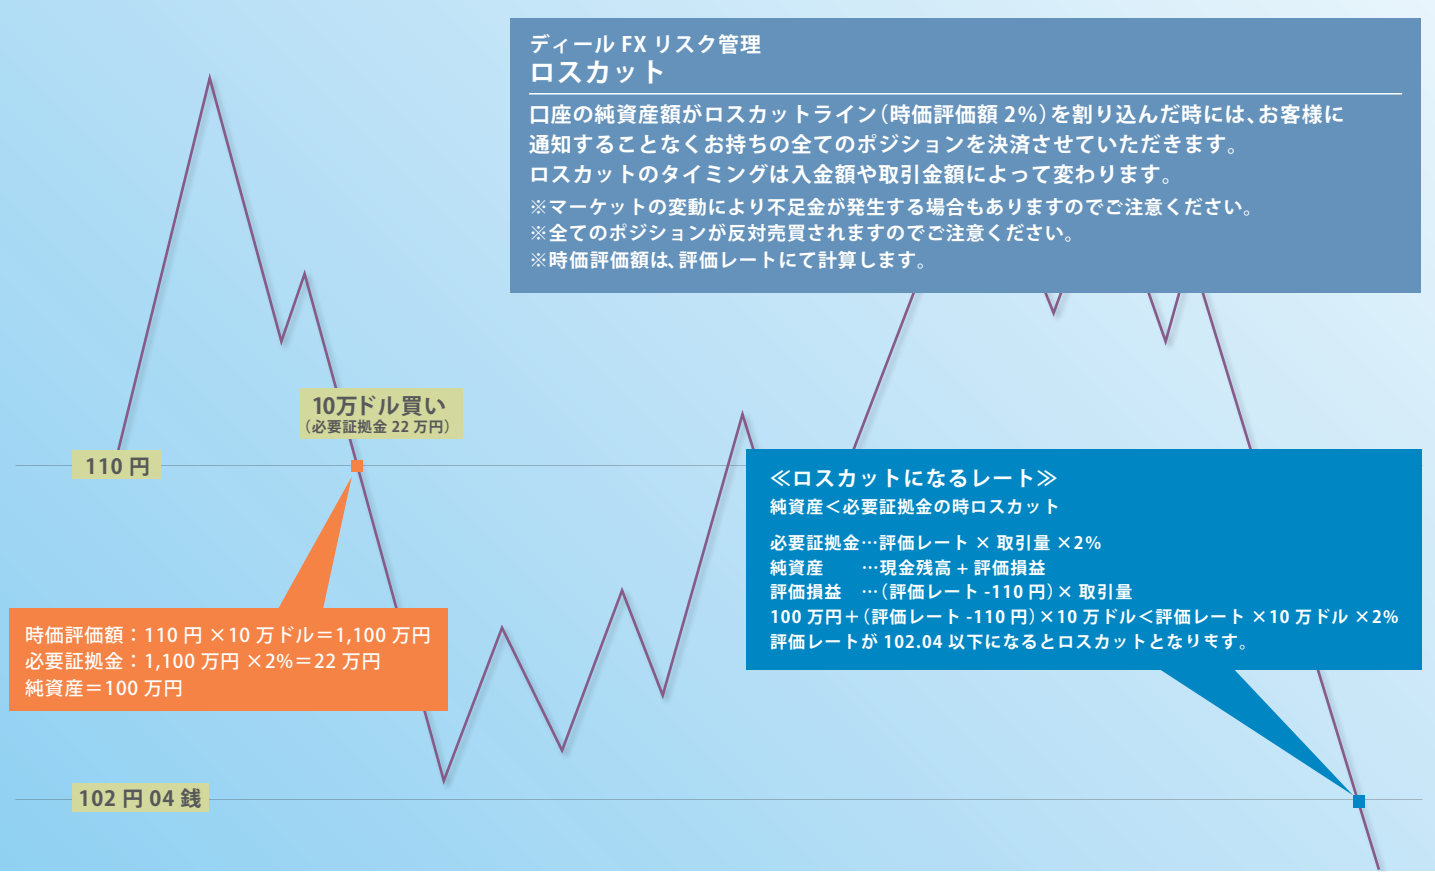 ディール FX リスク管理
ロスカット
口座の純資産額がロスカットライン（時価評価額 2%）を割り込んだ時には、お客様に
通知することなくお持ちの全てのポジションを決済させていただきます。
ロスカットのタイミングは入金額や取引金額によって変わります。
※マーケットの変動により不足金が発生する場合もありますのでご注意ください。
※全てのポジションが反対売買されますのでご注意ください。
※時価評価額は、評価レートにて計算します。
10万ドル買い
（必要証拠金 22 万円）
110 円
≪ロスカットになるレート≫
純資産＜必要証拠金の時ロスカット
必要証拠金…評価レート × 取引量 ×2%
純資産　　…現金残高 + 評価損益
評価損益　…（評価レート -110 円）× 取引量
100 万円＋（評価レート -110 円）×10 万ドル＜評価レート ×10 万ドル ×2%
評価レートが 102.04 以下になるとロスカットとなります。
時価評価額：110 円 ×10 万ドル＝1,100 万円
必要証拠金：1,100 万円 ×2%＝22 万円
純資産＝100 万円
102 円 04 銭